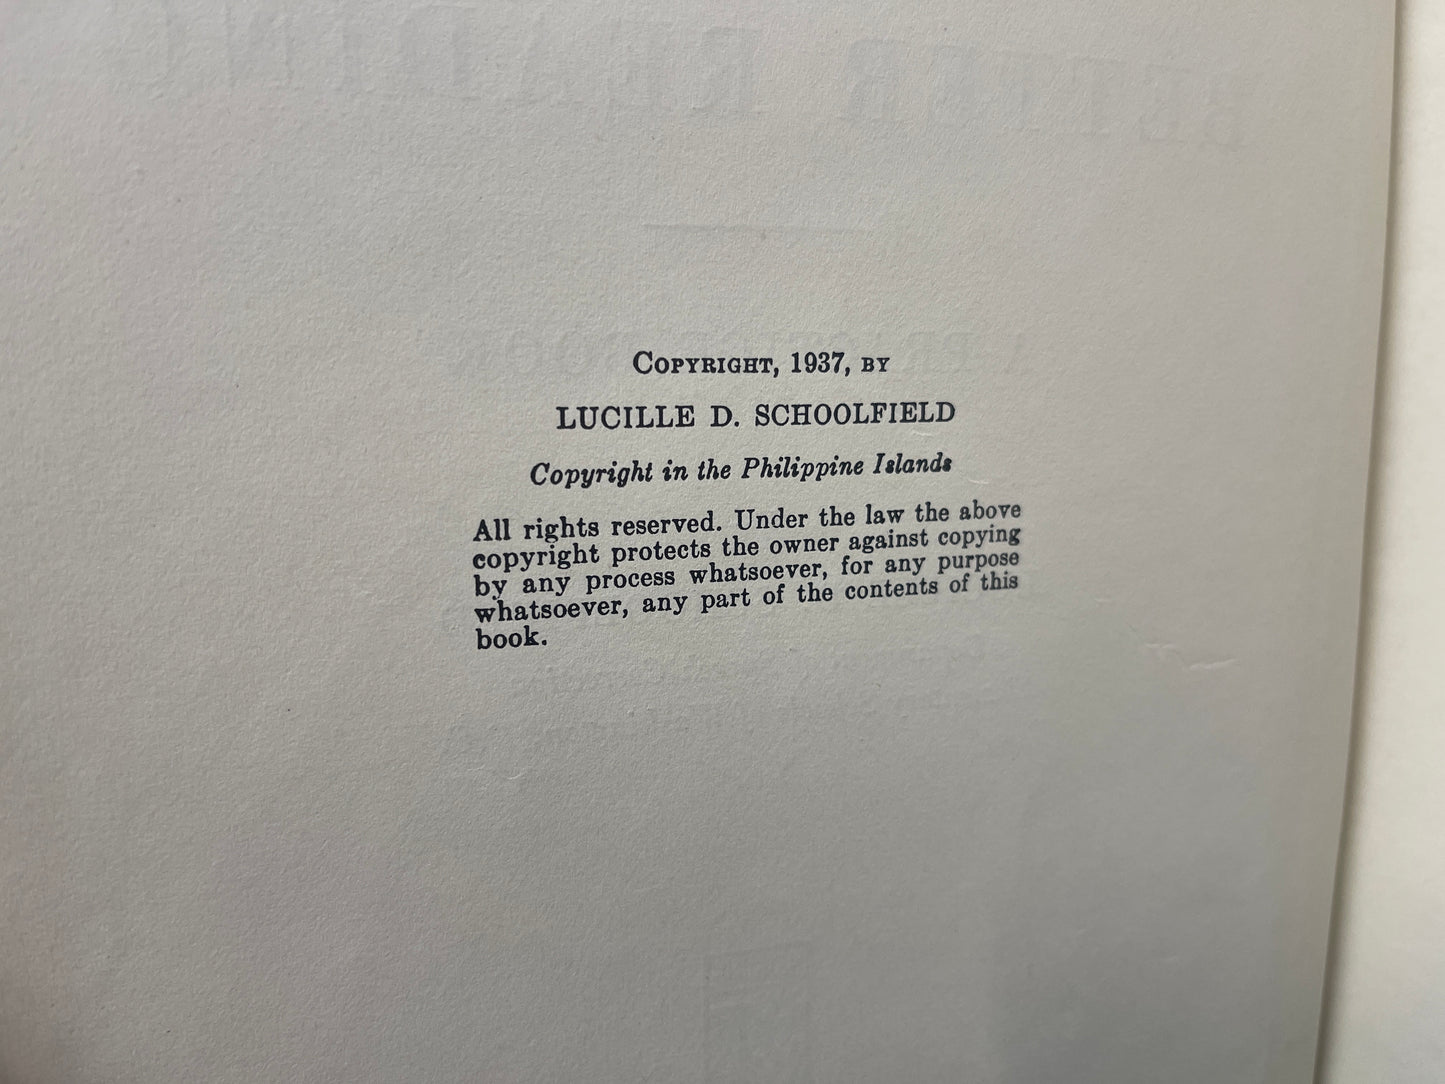 COPYRIGHT, 1937, BY
LUCILLE D. SCHOOLFIELD
Copyright in the Philippine Islands
All rights reserved. Under the law the above
copyright protects the owner against copying
by any process whatsoever, for any purpose
whatsoever, any part of the contents of this
book.